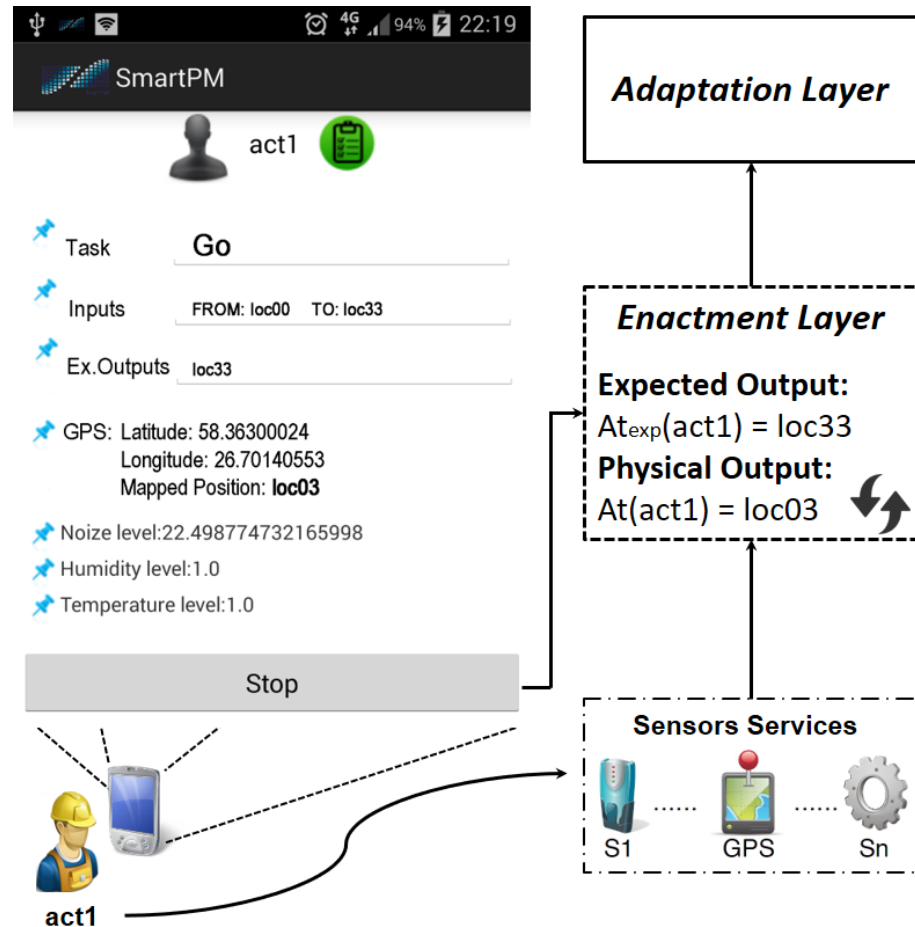 4G 94% 22:19
SmartPM
act1
Task Go
Inputs FROM: loc00 TO: loc33
Ex.Outputs loc33
GPS: Latitude: 58.36300024
Longitude: 26.70140553
Mapped Position: loc03
Noize level:22.498774732165998
Humidity level:1.0
Temperature level:1.0
Stop
act1
Adaptation Layer
Enactment Layer
Expected Output:
Atexp(act1) = loc33
Physical Output:
At(act1) = loc03
Sensors Services
S1 ...... GPS ...... Sn